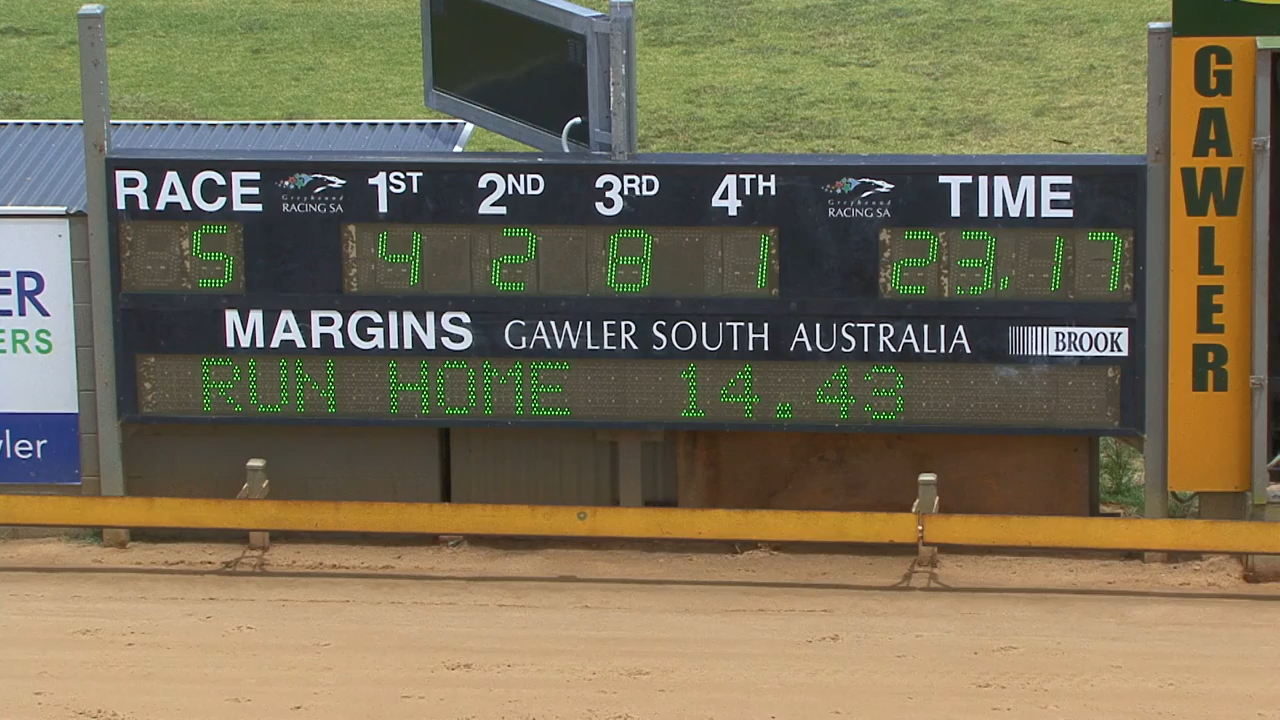 RACE Greyhound RACING SA 1ST 2ND 3RD 4TH Greyhound RACING SA TIME
5 4 2 8 1 23.17
MARGINS GAWLER SOUTH AUSTRALIA BROOK
RUN HOME 14.43
GAWLER
ER
ERS
ler